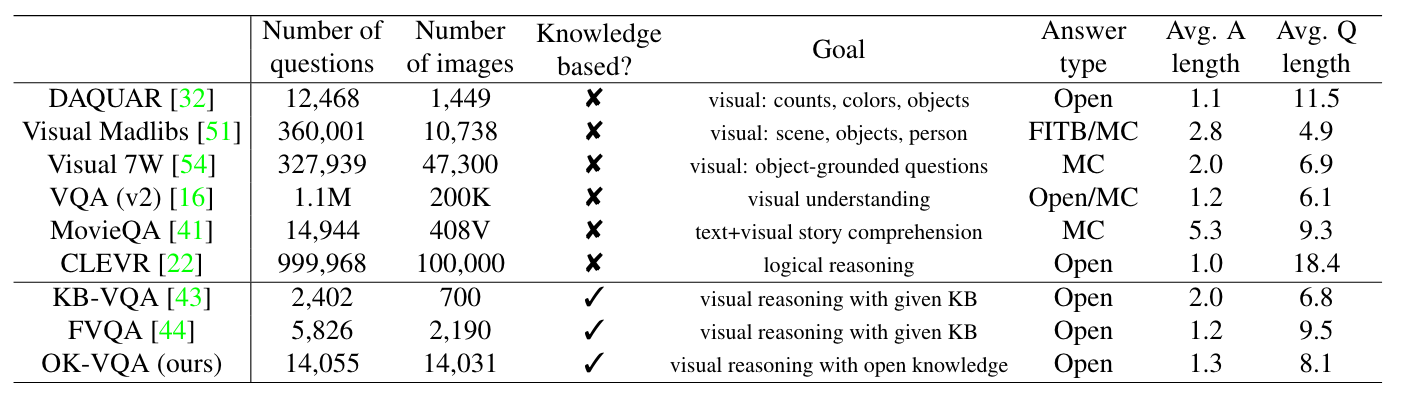 Number of questions Number of images Knowledge based? Goal Answer type Avg. A length Avg. Q length
DAQUAR [32] 12,468 1,449 ✘ visual: counts, colors, objects Open 1.1 11.5
Visual Madlibs [51] 360,001 10,738 ✘ visual: scene, objects, person FITB/MC 2.8 4.9
Visual 7W [54] 327,939 47,300 ✘ visual: object-grounded questions MC 2.0 6.9
VQA (v2) [16] 1.1M 200K ✘ visual understanding Open/MC 1.2 6.1
MovieQA [41] 14,944 408V ✘ text+visual story comprehension MC 5.3 9.3
CLEVR [22] 999,968 100,000 ✘ logical reasoning Open 1.0 18.4
KB-VQA [43] 2,402 700 ✓ visual reasoning with given KB Open 2.0 6.8
FVQA [44] 5,826 2,190 ✓ visual reasoning with given KB Open 1.2 9.5
OK-VQA (ours) 14,055 14,031 ✓ visual reasoning with open knowledge Open 1.3 8.1